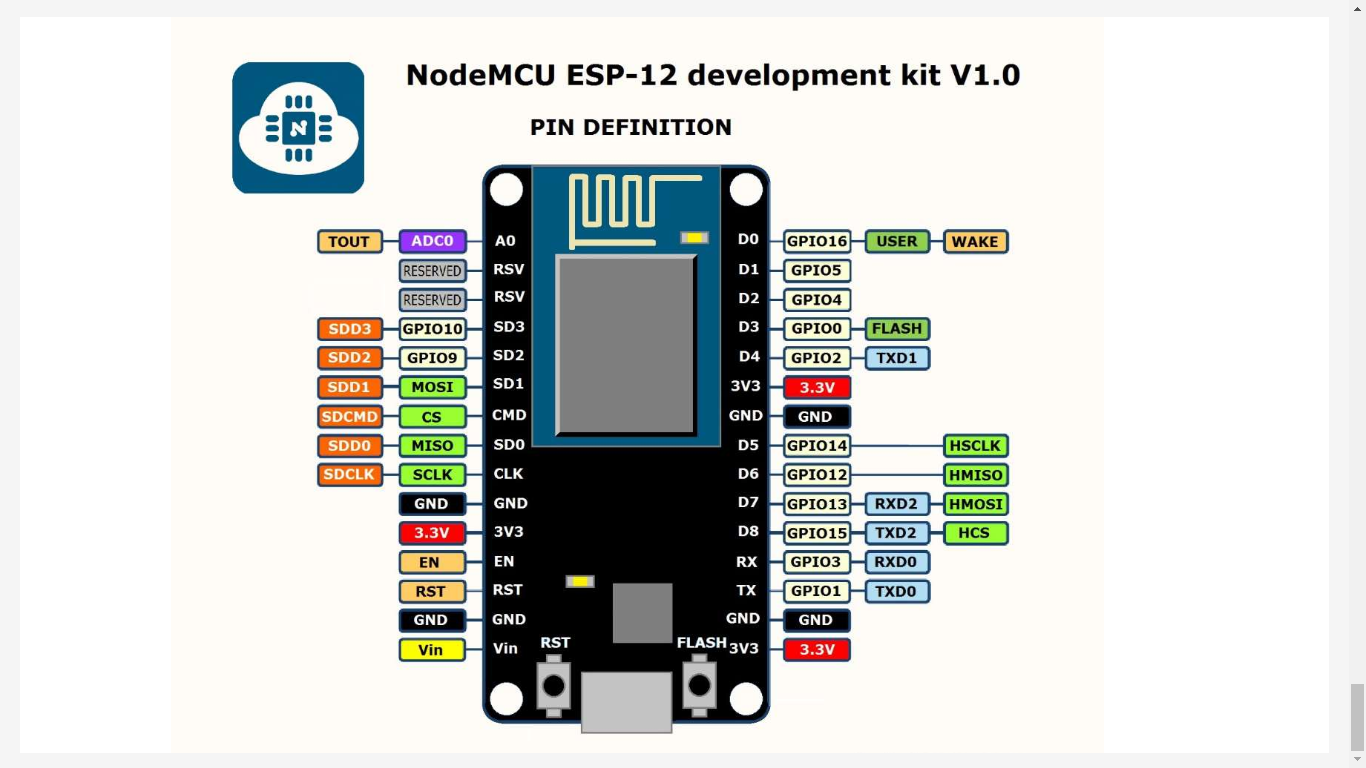 NodeMCU ESP-12 development kit V1.0
PIN DEFINITION
TOUT ADC0 A0 D0 GPIO16 USER WAKE
RESERVED RSV D1 GPIO5
RESERVED RSV D2 GPIO4
SDD3 GPIO10 SD3 D3 GPIO0 FLASH
SDD2 GPIO9 SD2 D4 GPIO2 TXD1
SDD1 MOSI SD1 3V3 3.3V
SDCMD CS CMD GND GND
SDD0 MISO SD0 D5 GPIO14 HSCLK
SDCLK SCLK CLK D6 GPIO12 HMISO
GND GND D7 GPIO13 RXD2 HMOSI
3.3V 3V3 D8 GPIO15 TXD2 HCS
EN EN RX GPIO3 RXD0
RST RST TX GPIO1 TXD0
GND GND GND GND
RST FLASH
Vin Vin 3V3 3.3V